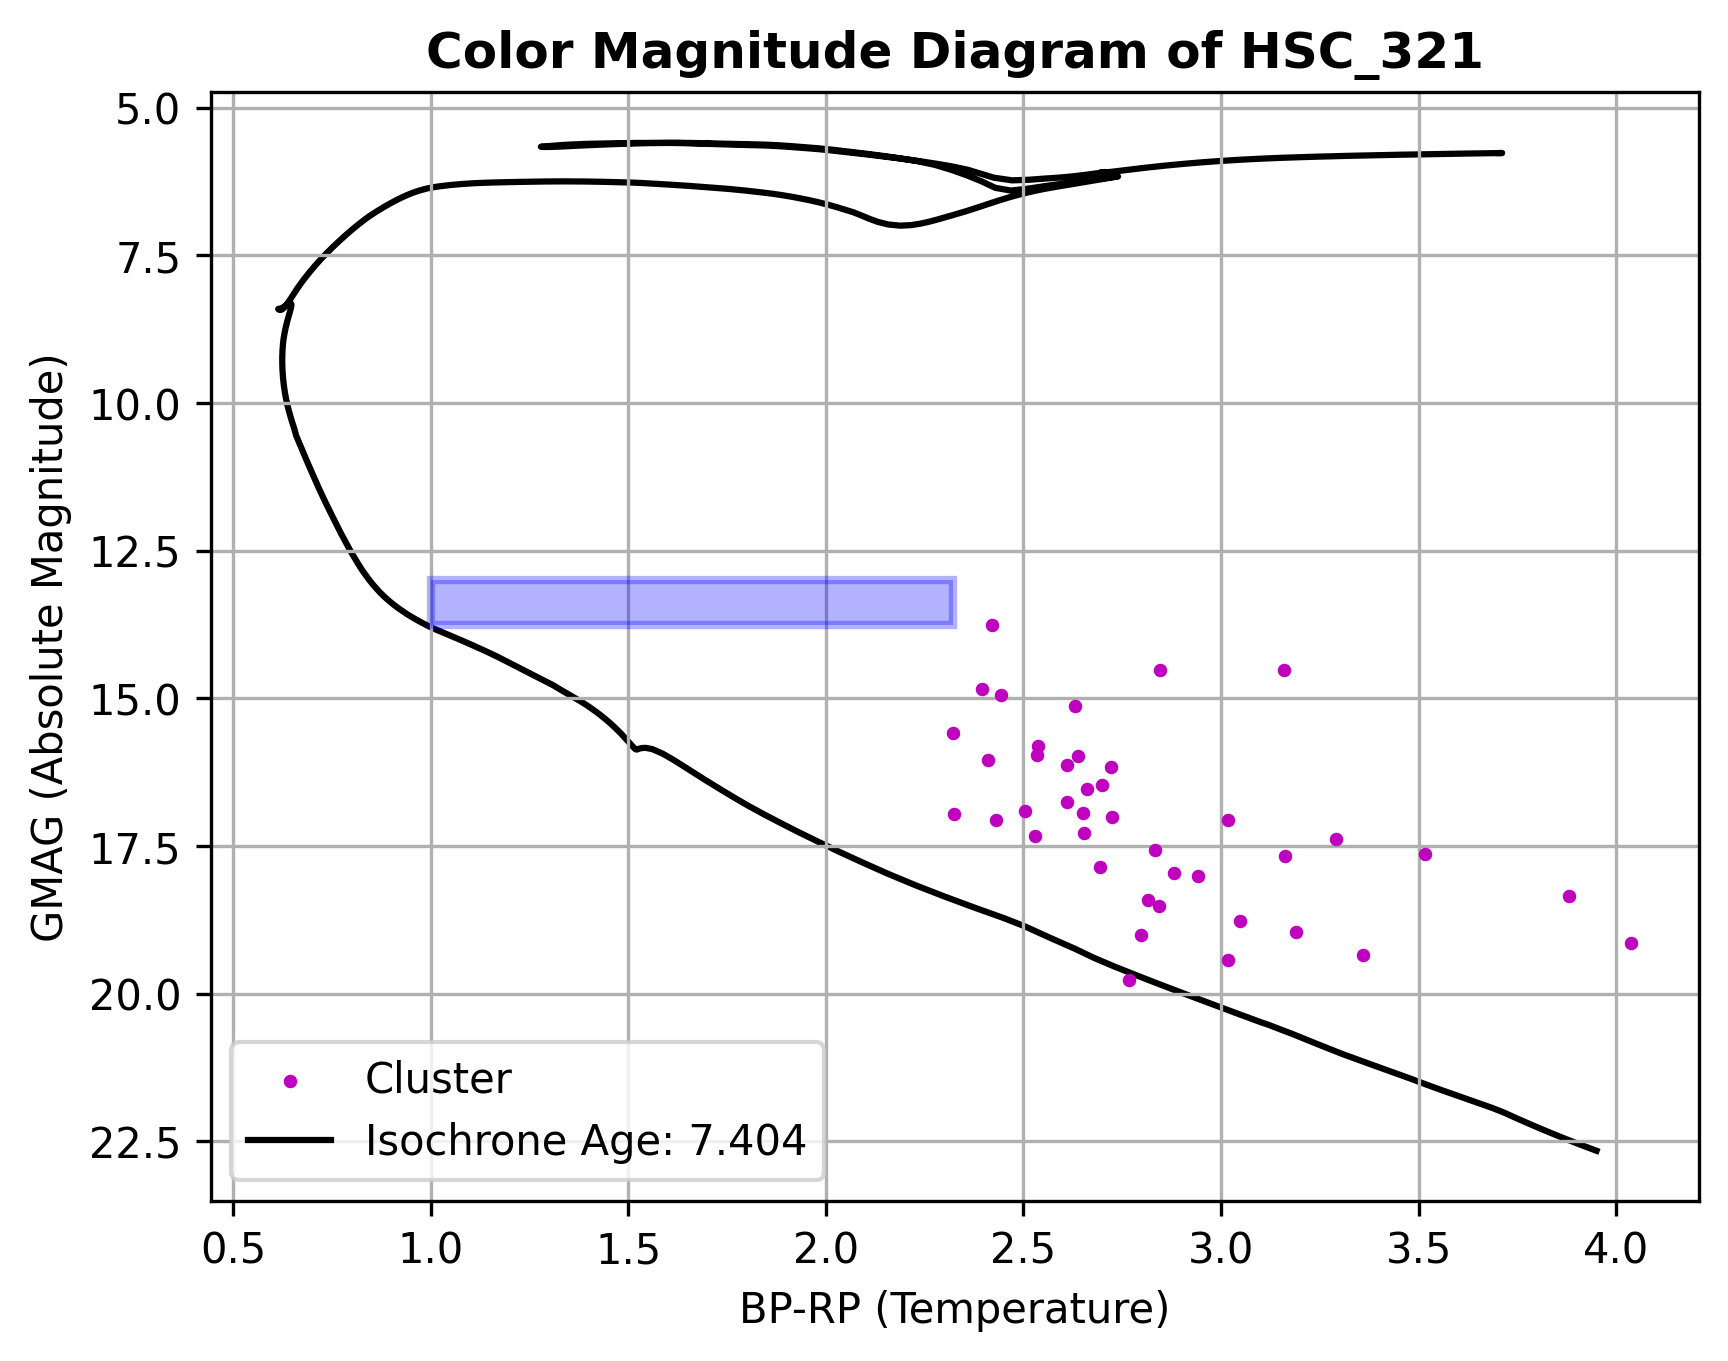 Color Magnitude Diagram of HSC_321
GMAG (Absolute Magnitude)
5.0
7.5
10.0
12.5
15.0
17.5
20.0
22.5
Cluster
Isochrone Age: 7.404
0.5 1.0 1.5 2.0 2.5 3.0 3.5 4.0
BP-RP (Temperature)